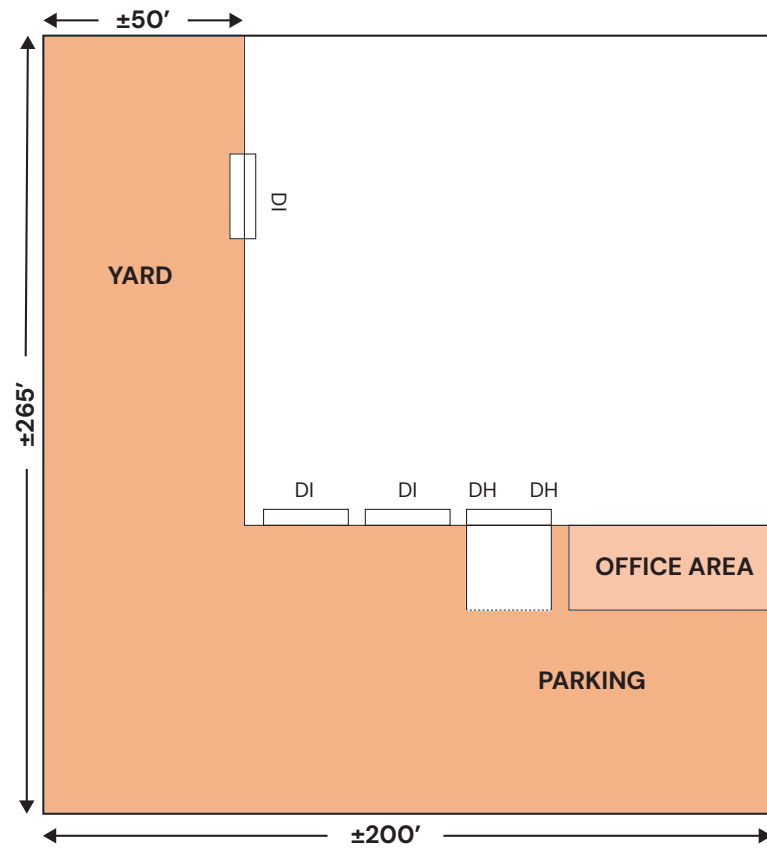 ±50’
DI
YARD
±265’
DI DI DH DH
OFFICE AREA
PARKING
±200’